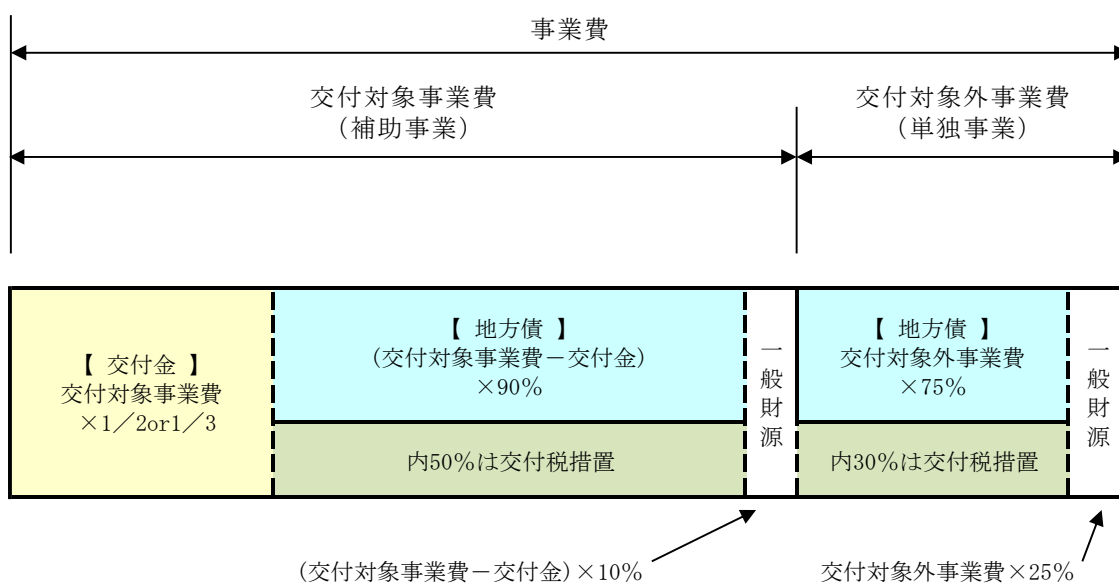 事業費
交付対象事業費
（補助事業）
交付対象外事業費
（単独事業）
【 交付金 】
交付対象事業費
×1／2or1／3
【 地方債 】
(交付対象事業費－交付金)
×90％
内50％は交付税措置
一般財源
【 地方債 】
交付対象外事業費
×75％
内30％は交付税措置
一般財源
(交付対象事業費－交付金)×10％
交付対象外事業費×25％